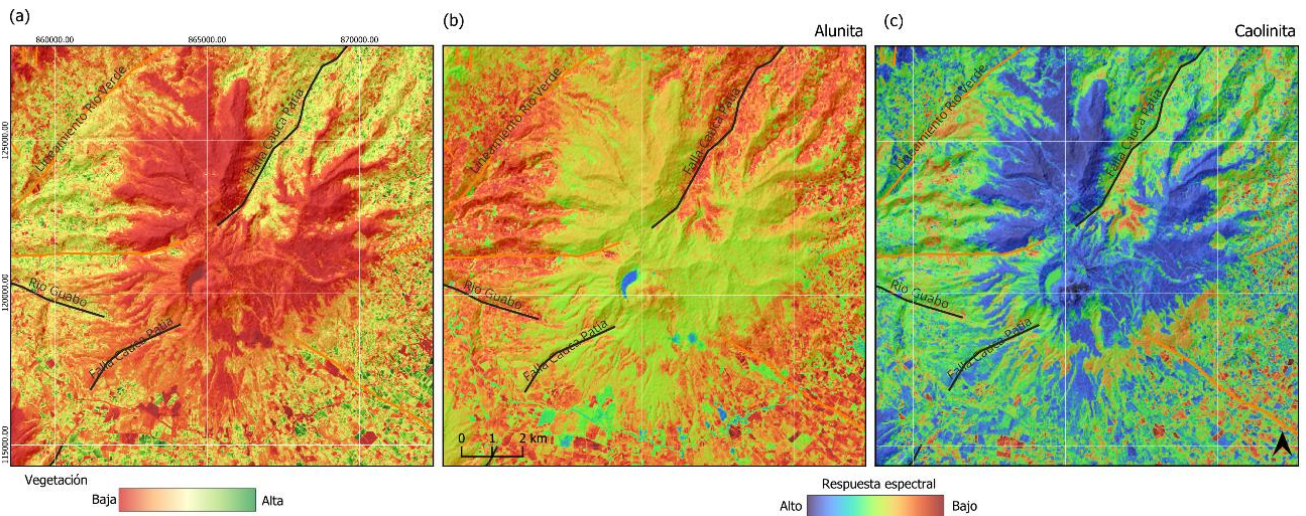 (a)
860000.00 865000.00 870000.00
125000.00
120000.00
115000.00
Lineamiento Río Verde
Falla Cauca Patía
Río Guabo
Falla Cauca Patía
(b)
Alunita
Lineamiento Río Verde
Falla Cauca Patía
Río Guabo
Falla Cauca Patía
0 1 2 km
(c)
Caolinita
Lineamiento Río Verde
Falla Cauca Patía
Río Guabo
Falla Cauca Patía
Vegetación
Baja Alta
Respuesta espectral
Alto Bajo